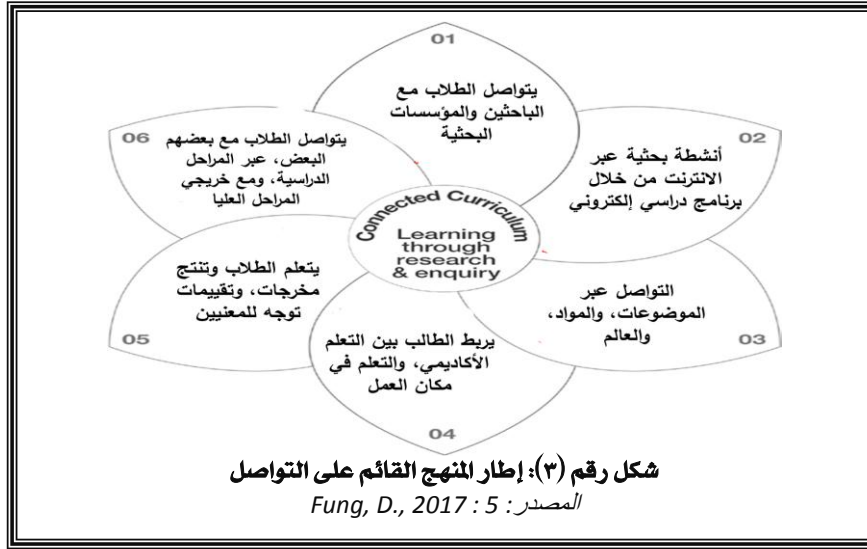 01
يتواصل الطلاب مع
الباحثين والمؤسسات
البحثية
02
أنشطة بحثية عبر
الانترنت من خلال
برنامج دراسي إلكتروني
03
التواصل عبر
الموضوعات، والمواد،
والعالم
04
يربط الطالب بين التعلم
الأكاديمي، والتعلم في
مكان العمل
05
يتعلم الطلاب وتنتج
مخرجات، وتقييمات
توجه للمعنيين
06
يتواصل الطلاب مع بعضهم
البعض، عبر المراحل
الدراسية، ومع خريجي
المراحل العليا
Connected Curriculum
Learning
through
research
& enquiry
شكل رقم (٣): إطار المنهج القائم على التواصل
المصدر: Fung, D., 2017 : 5